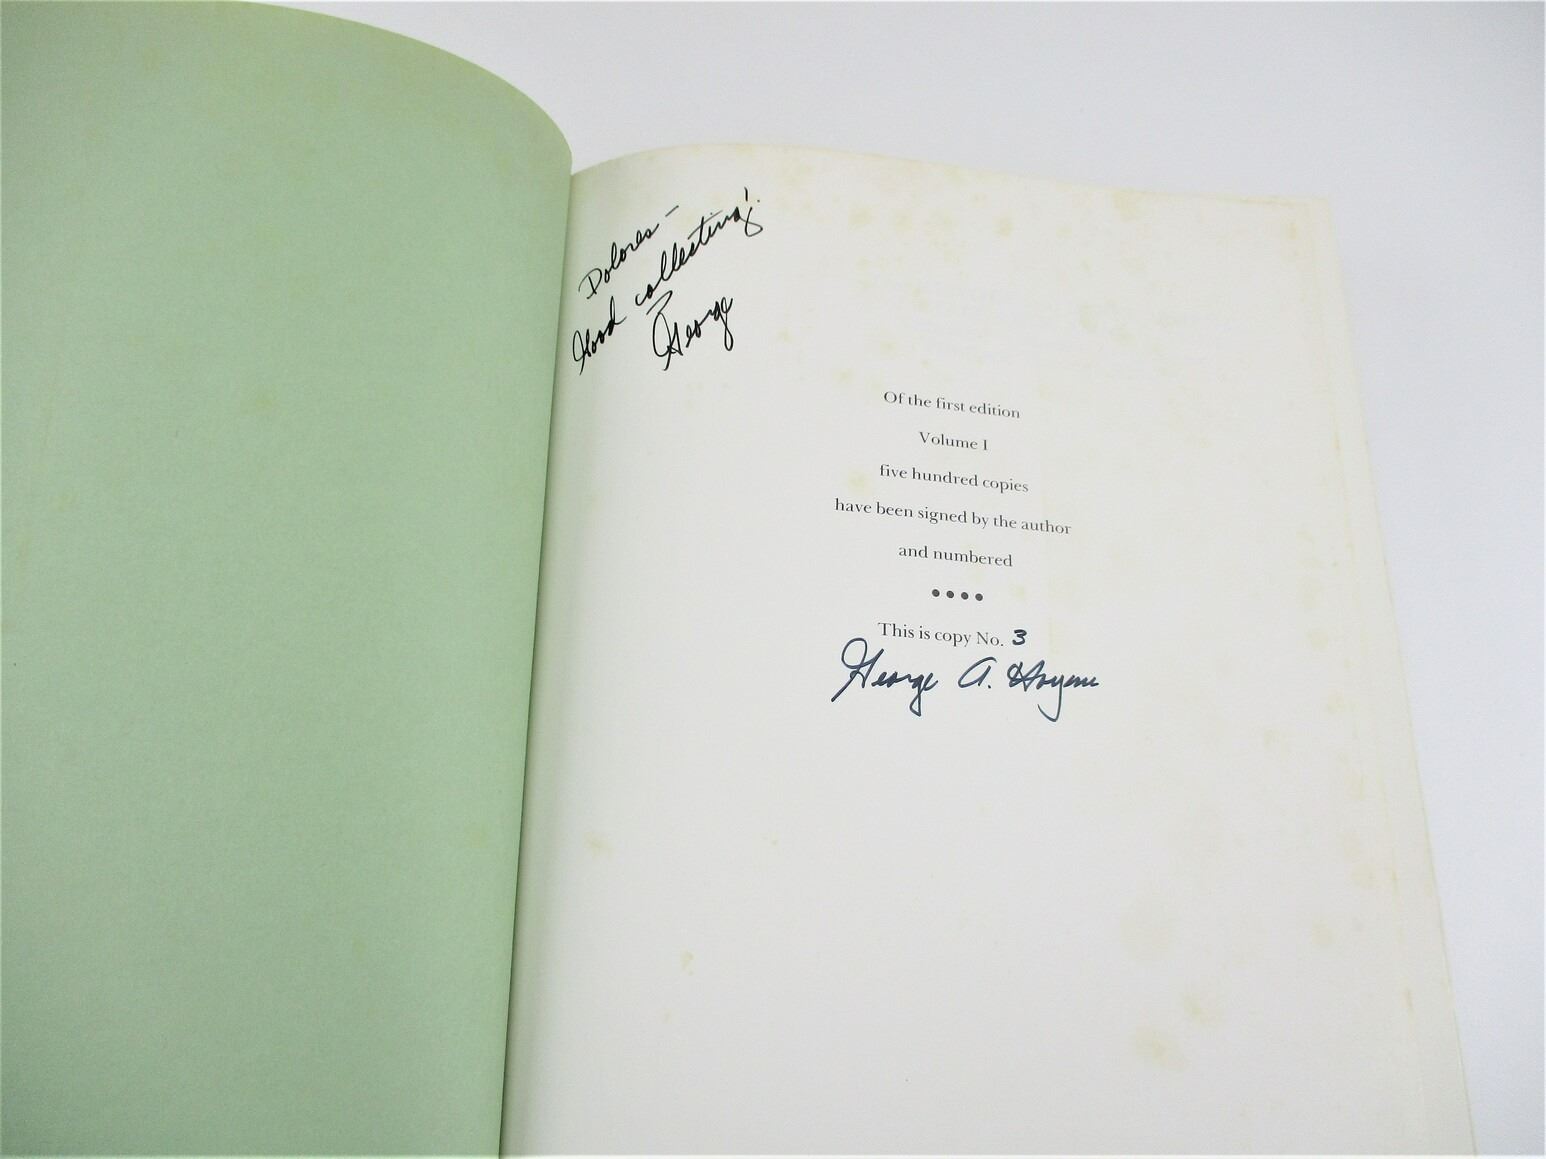 Dolores –
Good collecting!
George
Of the first edition
Volume I
five hundred copies
have been signed by the author
and numbered
••••
This is copy No. 3
George A.